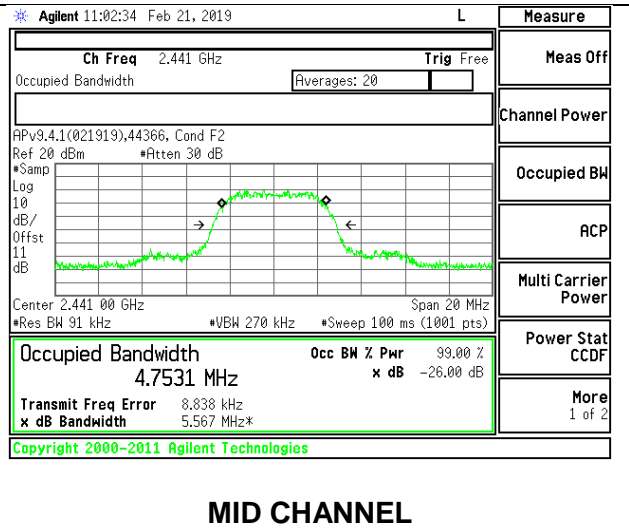 Agilent 11:02:34 Feb 21, 2019 L
Measure
Ch Freq 2.441 GHz Trig Free
Occupied Bandwidth Averages: 20
APv9.4.1(021919),44366, Cond F2
Ref 20 dBm #Atten 30 dB
#Samp
Log
10
dB/
Offst
11
dB
Center 2.441 00 GHz Span 20 MHz
#Res BW 91 kHz #VBW 270 kHz #Sweep 100 ms (1001 pts)
Occupied Bandwidth Occ BW % Pwr 99.00 %
4.7531 MHz x dB -26.00 dB
Transmit Freq Error 8.838 kHz
x dB Bandwidth 5.567 MHz*
Copyright 2000-2011 Agilent Technologies
Meas Off
Channel Power
Occupied BW
ACP
Multi Carrier
Power
Power Stat
CCDF
More
1 of 2
MID CHANNEL